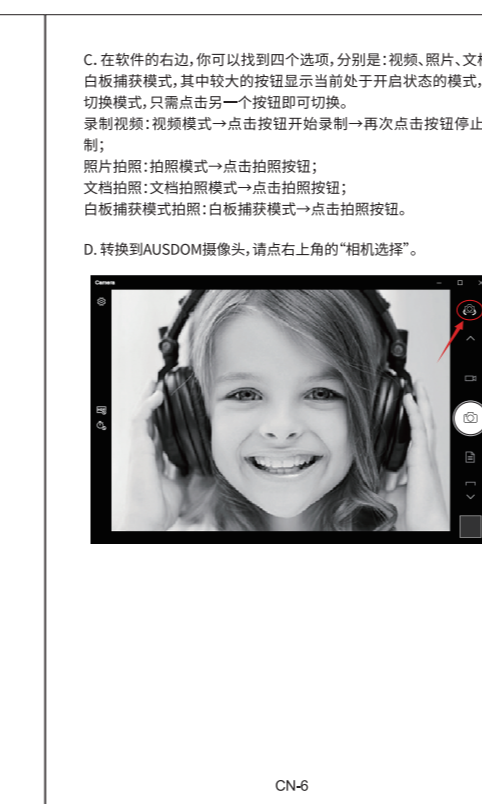 C. 在软件的右边，你可以找到四个选项，分别是：视频、照片、文
白板捕获模式，其中较大的按钮显示当前处于开启状态的模式，
切换模式，只需点击另一个按钮即可切换。
录制视频：视频模式→点击按钮开始录制→再次点击按钮停止
制；
照片拍照：拍照模式→点击拍照按钮；
文档拍照：文档拍照模式→点击拍照按钮；
白板捕获模式拍照：白板捕获模式→点击拍照按钮。
D. 转换到AUSDOM摄像头，请点右上角的“相机选择”。
Camera
CN-6